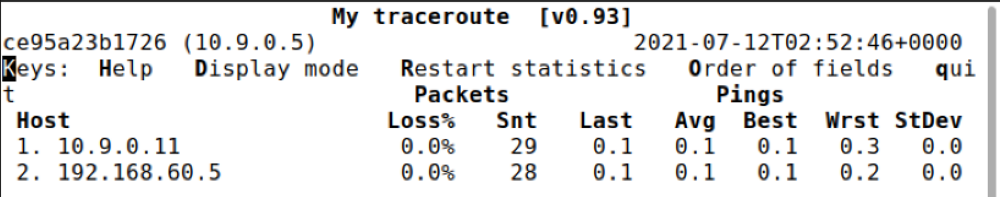 My traceroute [v0.93]
ce95a23b1726 (10.9.0.5) 2021-07-12T02:52:46+0000
Keys: Help Display mode Restart statistics Order of fields qui
t Packets Pings
Host Loss% Snt Last Avg Best Wrst StDev
1. 10.9.0.11 0.0% 29 0.1 0.1 0.1 0.3 0.0
2. 192.168.60.5 0.0% 28 0.1 0.1 0.1 0.2 0.0